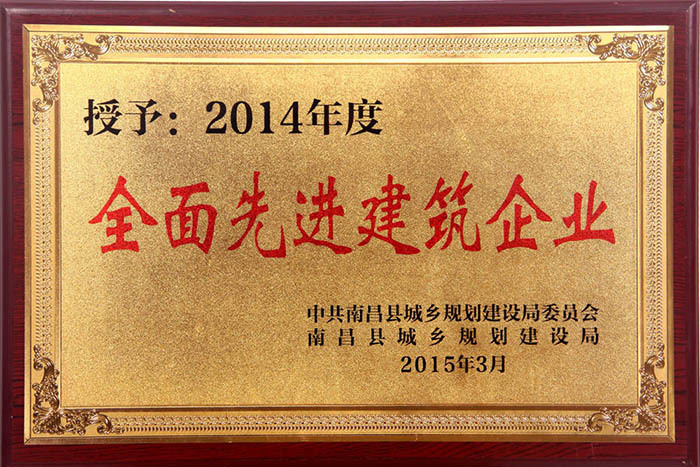 授予：2014年度
全面先进建筑企业
中共南昌县城乡规划建设局委员会
南昌县城乡规划建设局
2015年3月